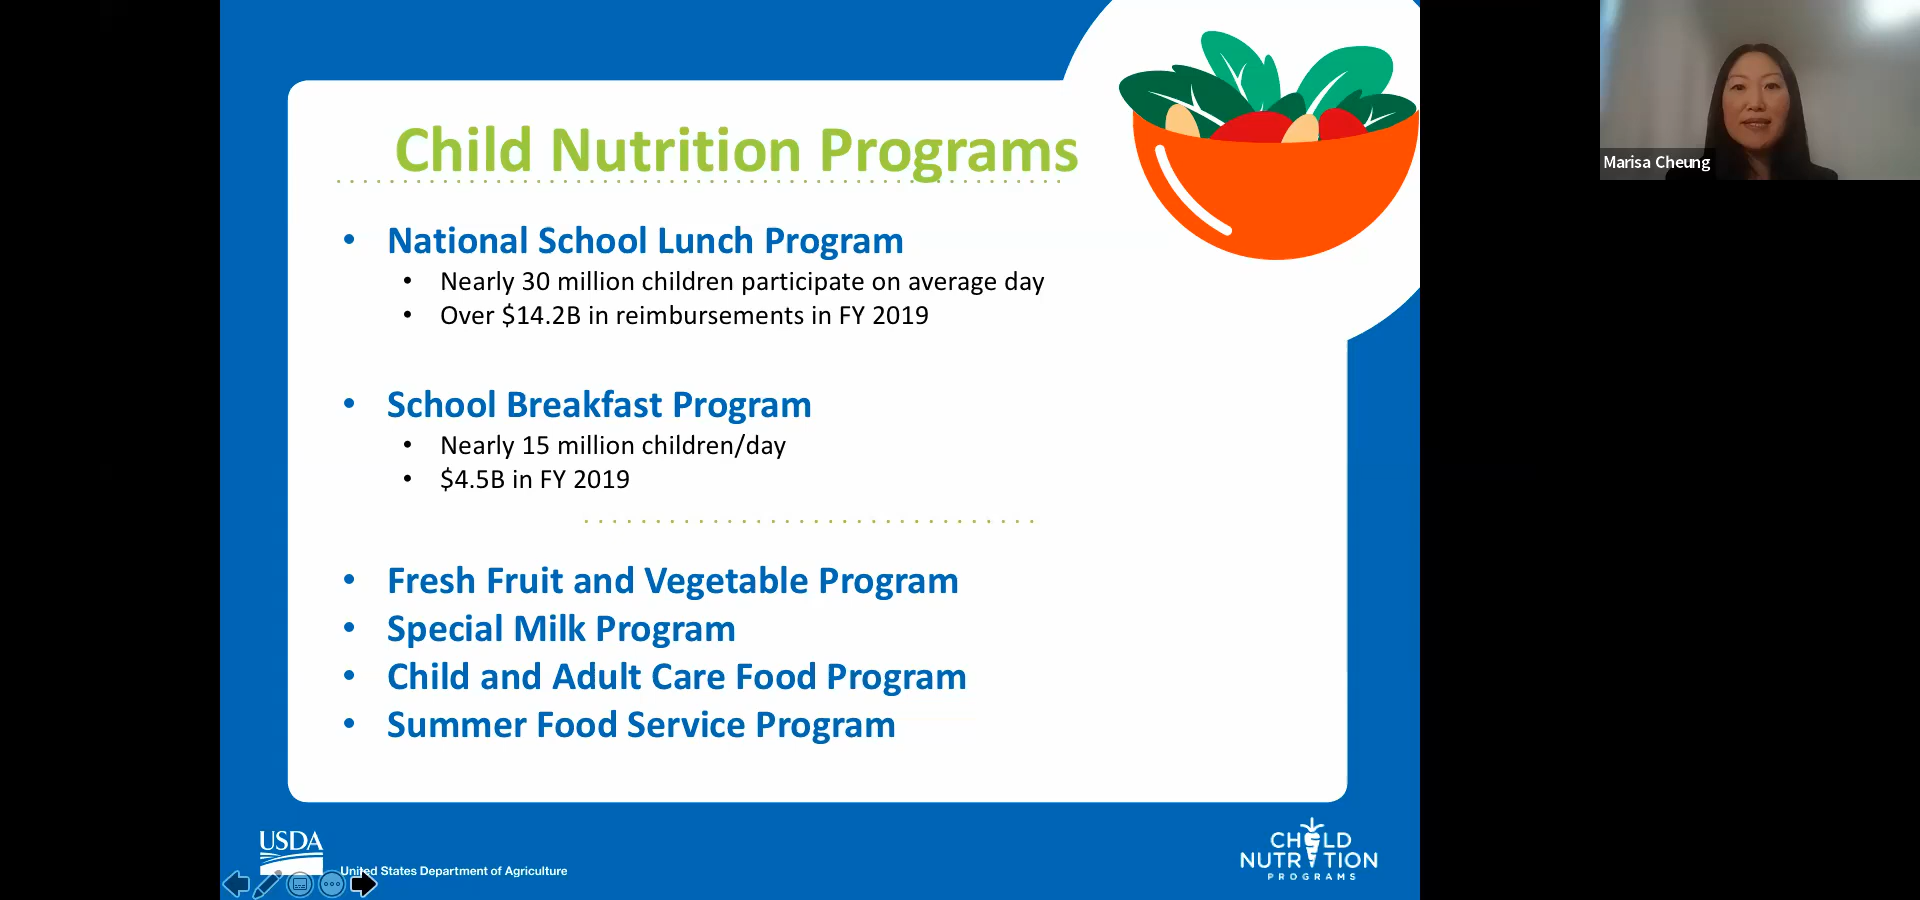 Child Nutrition Programs
• National School Lunch Program
• Nearly 30 million children participate on average day
• Over $14.2B in reimbursements in FY 2019
• School Breakfast Program
• Nearly 15 million children/day
• $4.5B in FY 2019
• Fresh Fruit and Vegetable Program
• Special Milk Program
• Child and Adult Care Food Program
• Summer Food Service Program
USDA
United States Department of Agriculture
CHILD
NUTRITION
PROGRAMS
Marisa Cheung